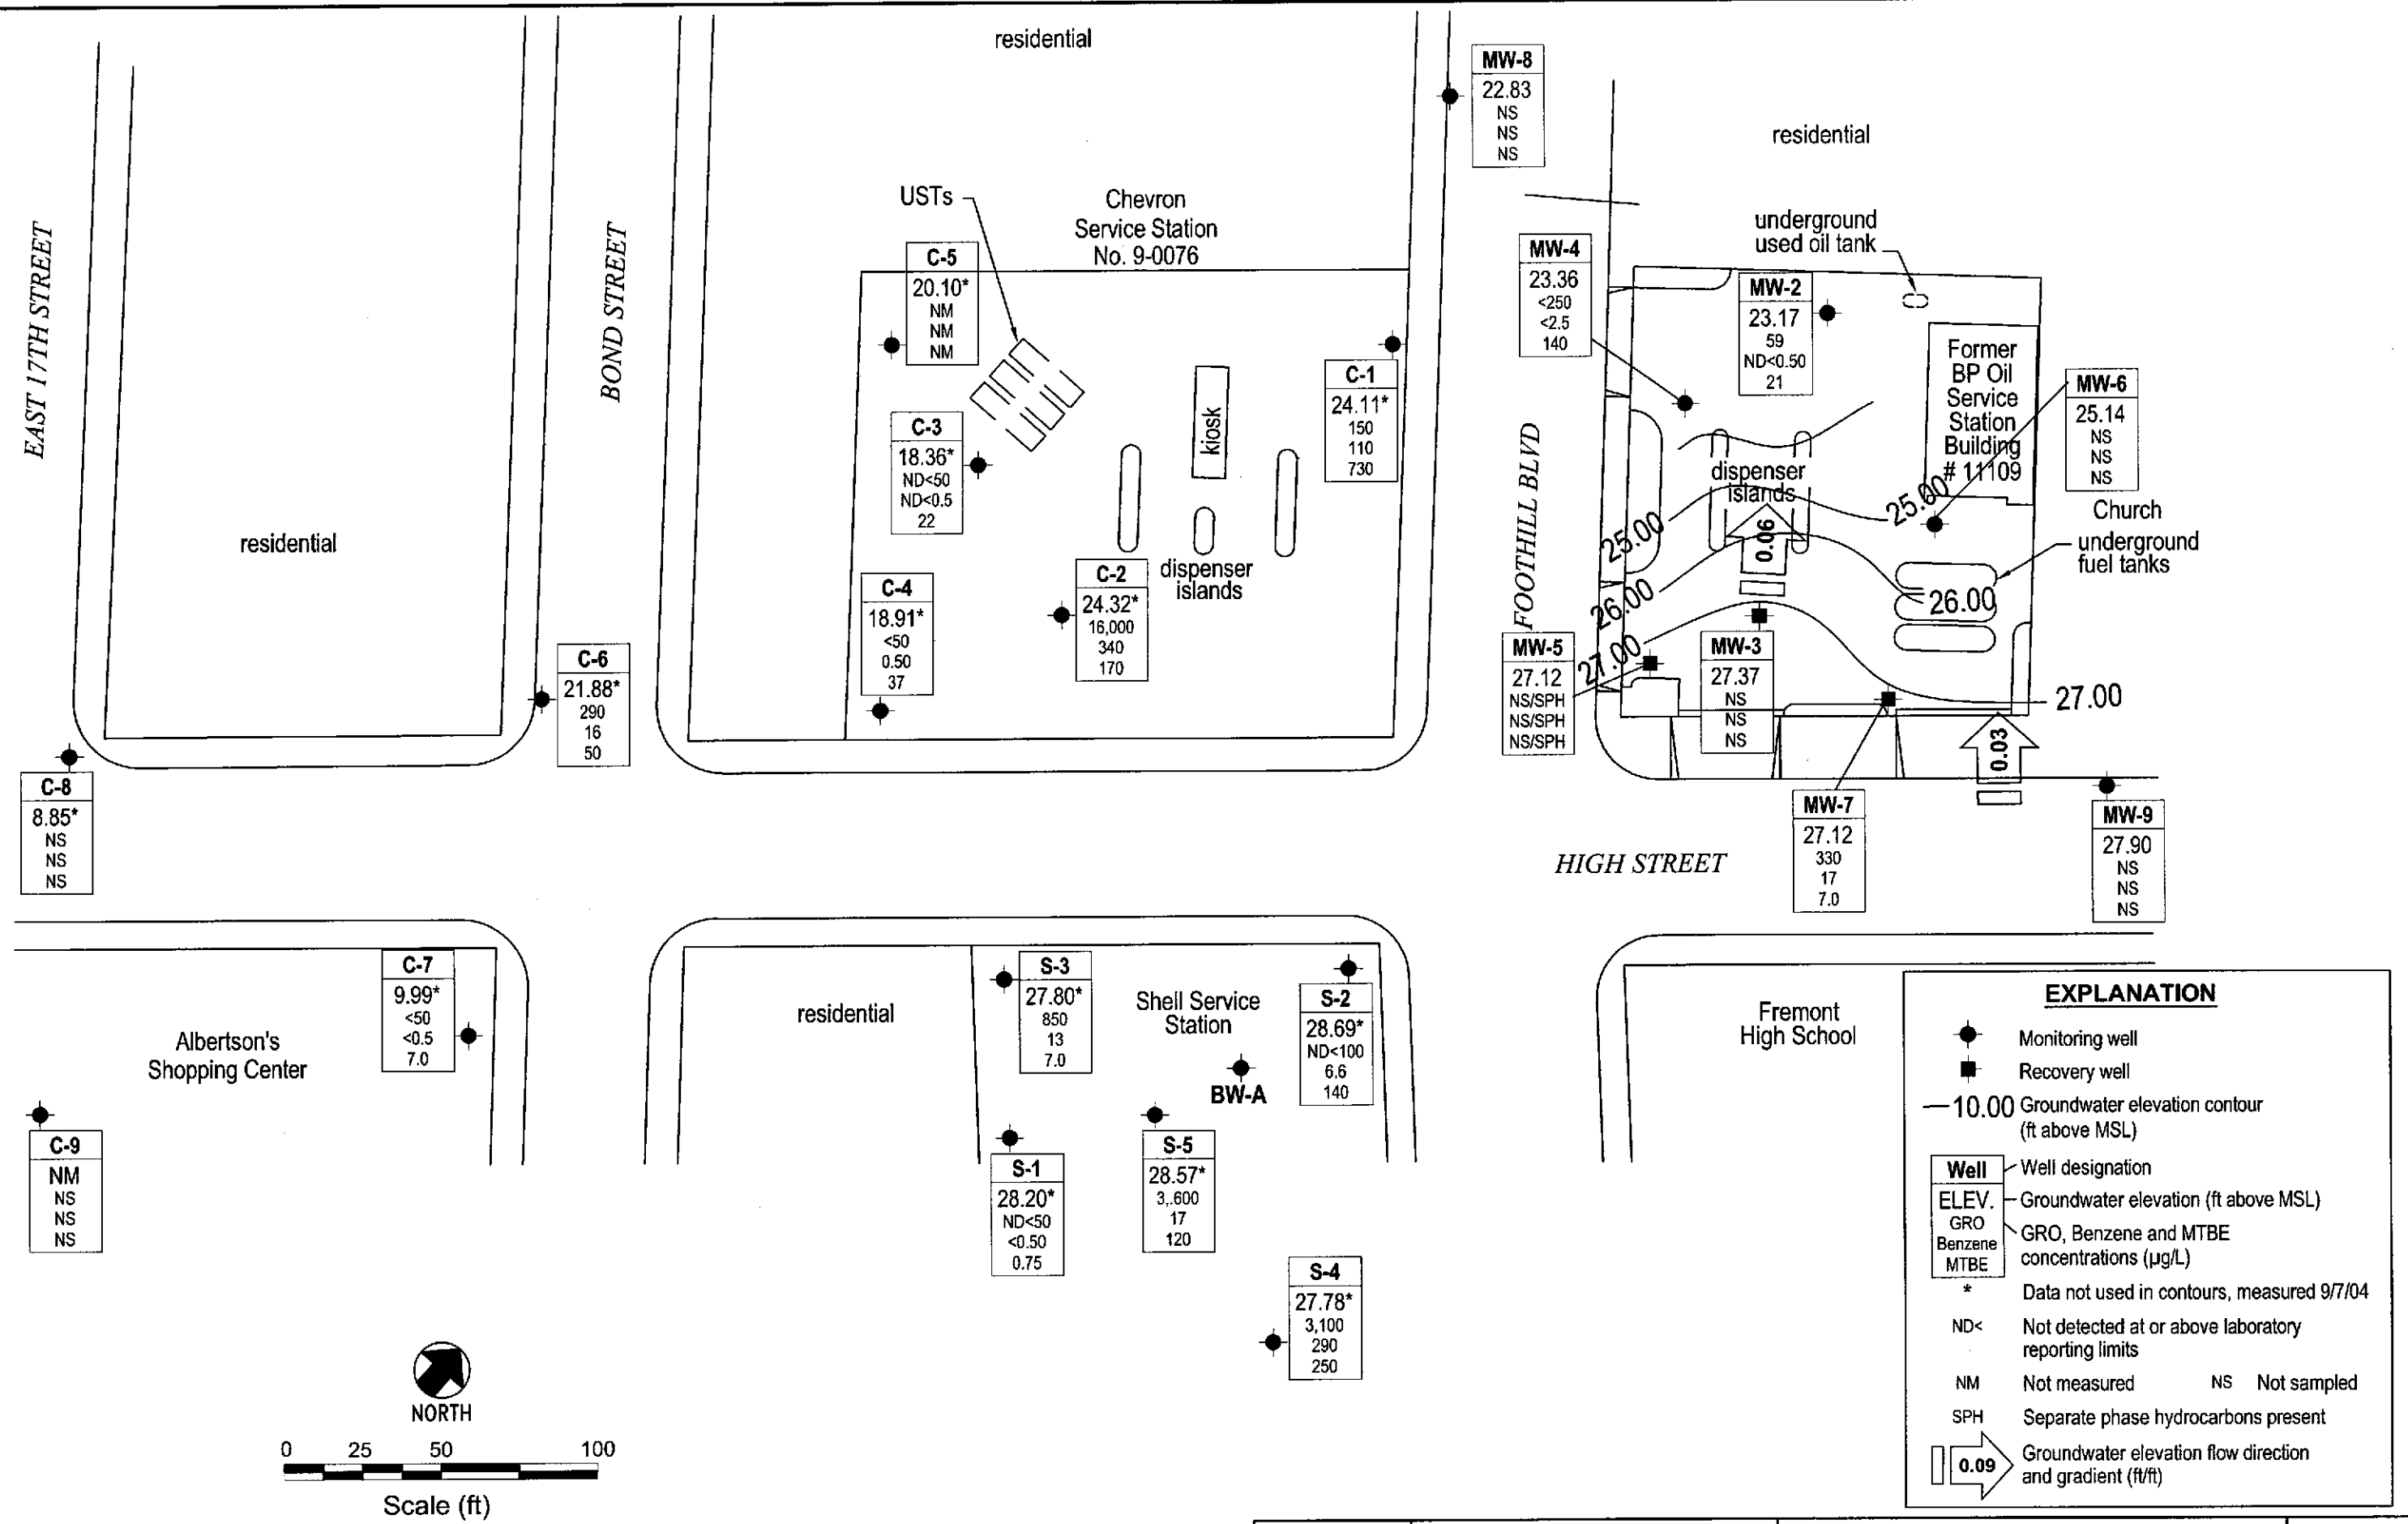 residential
MW-8
22.83
NS
NS
NS
residential
USTs
Chevron
Service Station
No. 9-0076
underground
used oil tank
EAST 17TH STREET
BOND STREET
C-5
20.10*
NM
NM
NM
MW-4
23.36
<250
<2.5
140
MW-2
23.17
59
ND<0.50
21
Former
BP Oil
Service
Station
Building
# 11109
MW-6
25.14
NS
NS
NS
C-1
24.11*
150
110
730
kiosk
C-3
18.36*
ND<50
ND<0.5
22
FOOTHILL BLVD
dispenser
islands
25.00
25.00
0.06
Church
underground
fuel tanks
residential
C-2
24.32*
16,000
340
170
dispenser
islands
C-4
18.91*
<50
0.50
37
26.00
26.00
C-6
21.88*
290
16
50
MW-5
27.12
NS/SPH
NS/SPH
NS/SPH
27.00
MW-3
27.37
NS
NS
NS
27.00
0.03
C-8
8.85*
NS
NS
NS
MW-7
27.12
330
17
7.0
MW-9
27.90
NS
NS
NS
HIGH STREET
C-7
9.99*
<50
<0.5
7.0
Albertson's
Shopping Center
residential
S-3
27.80*
850
13
7.0
Shell Service
Station
S-2
28.69*
ND<100
6.6
140
BW-A
Fremont
High School
C-9
NM
NS
NS
NS
S-1
28.20*
ND<50
<0.50
0.75
S-5
28.57*
3,.600
17
120
S-4
27.78*
3,100
290
250
NORTH
0 25 50 100
Scale (ft)
EXPLANATION
Monitoring well
Recovery well
10.00 Groundwater elevation contour
(ft above MSL)
Well Well designation
ELEV. Groundwater elevation (ft above MSL)
GRO
Benzene
MTBE
GRO, Benzene and MTBE
concentrations (µg/L)
* Data not used in contours, measured 9/7/04
ND< Not detected at or above laboratory
reporting limits
NM Not measured NS Not sampled
SPH Separate phase hydrocarbons present
0.09 Groundwater elevation flow direction
and gradient (ft/ft)